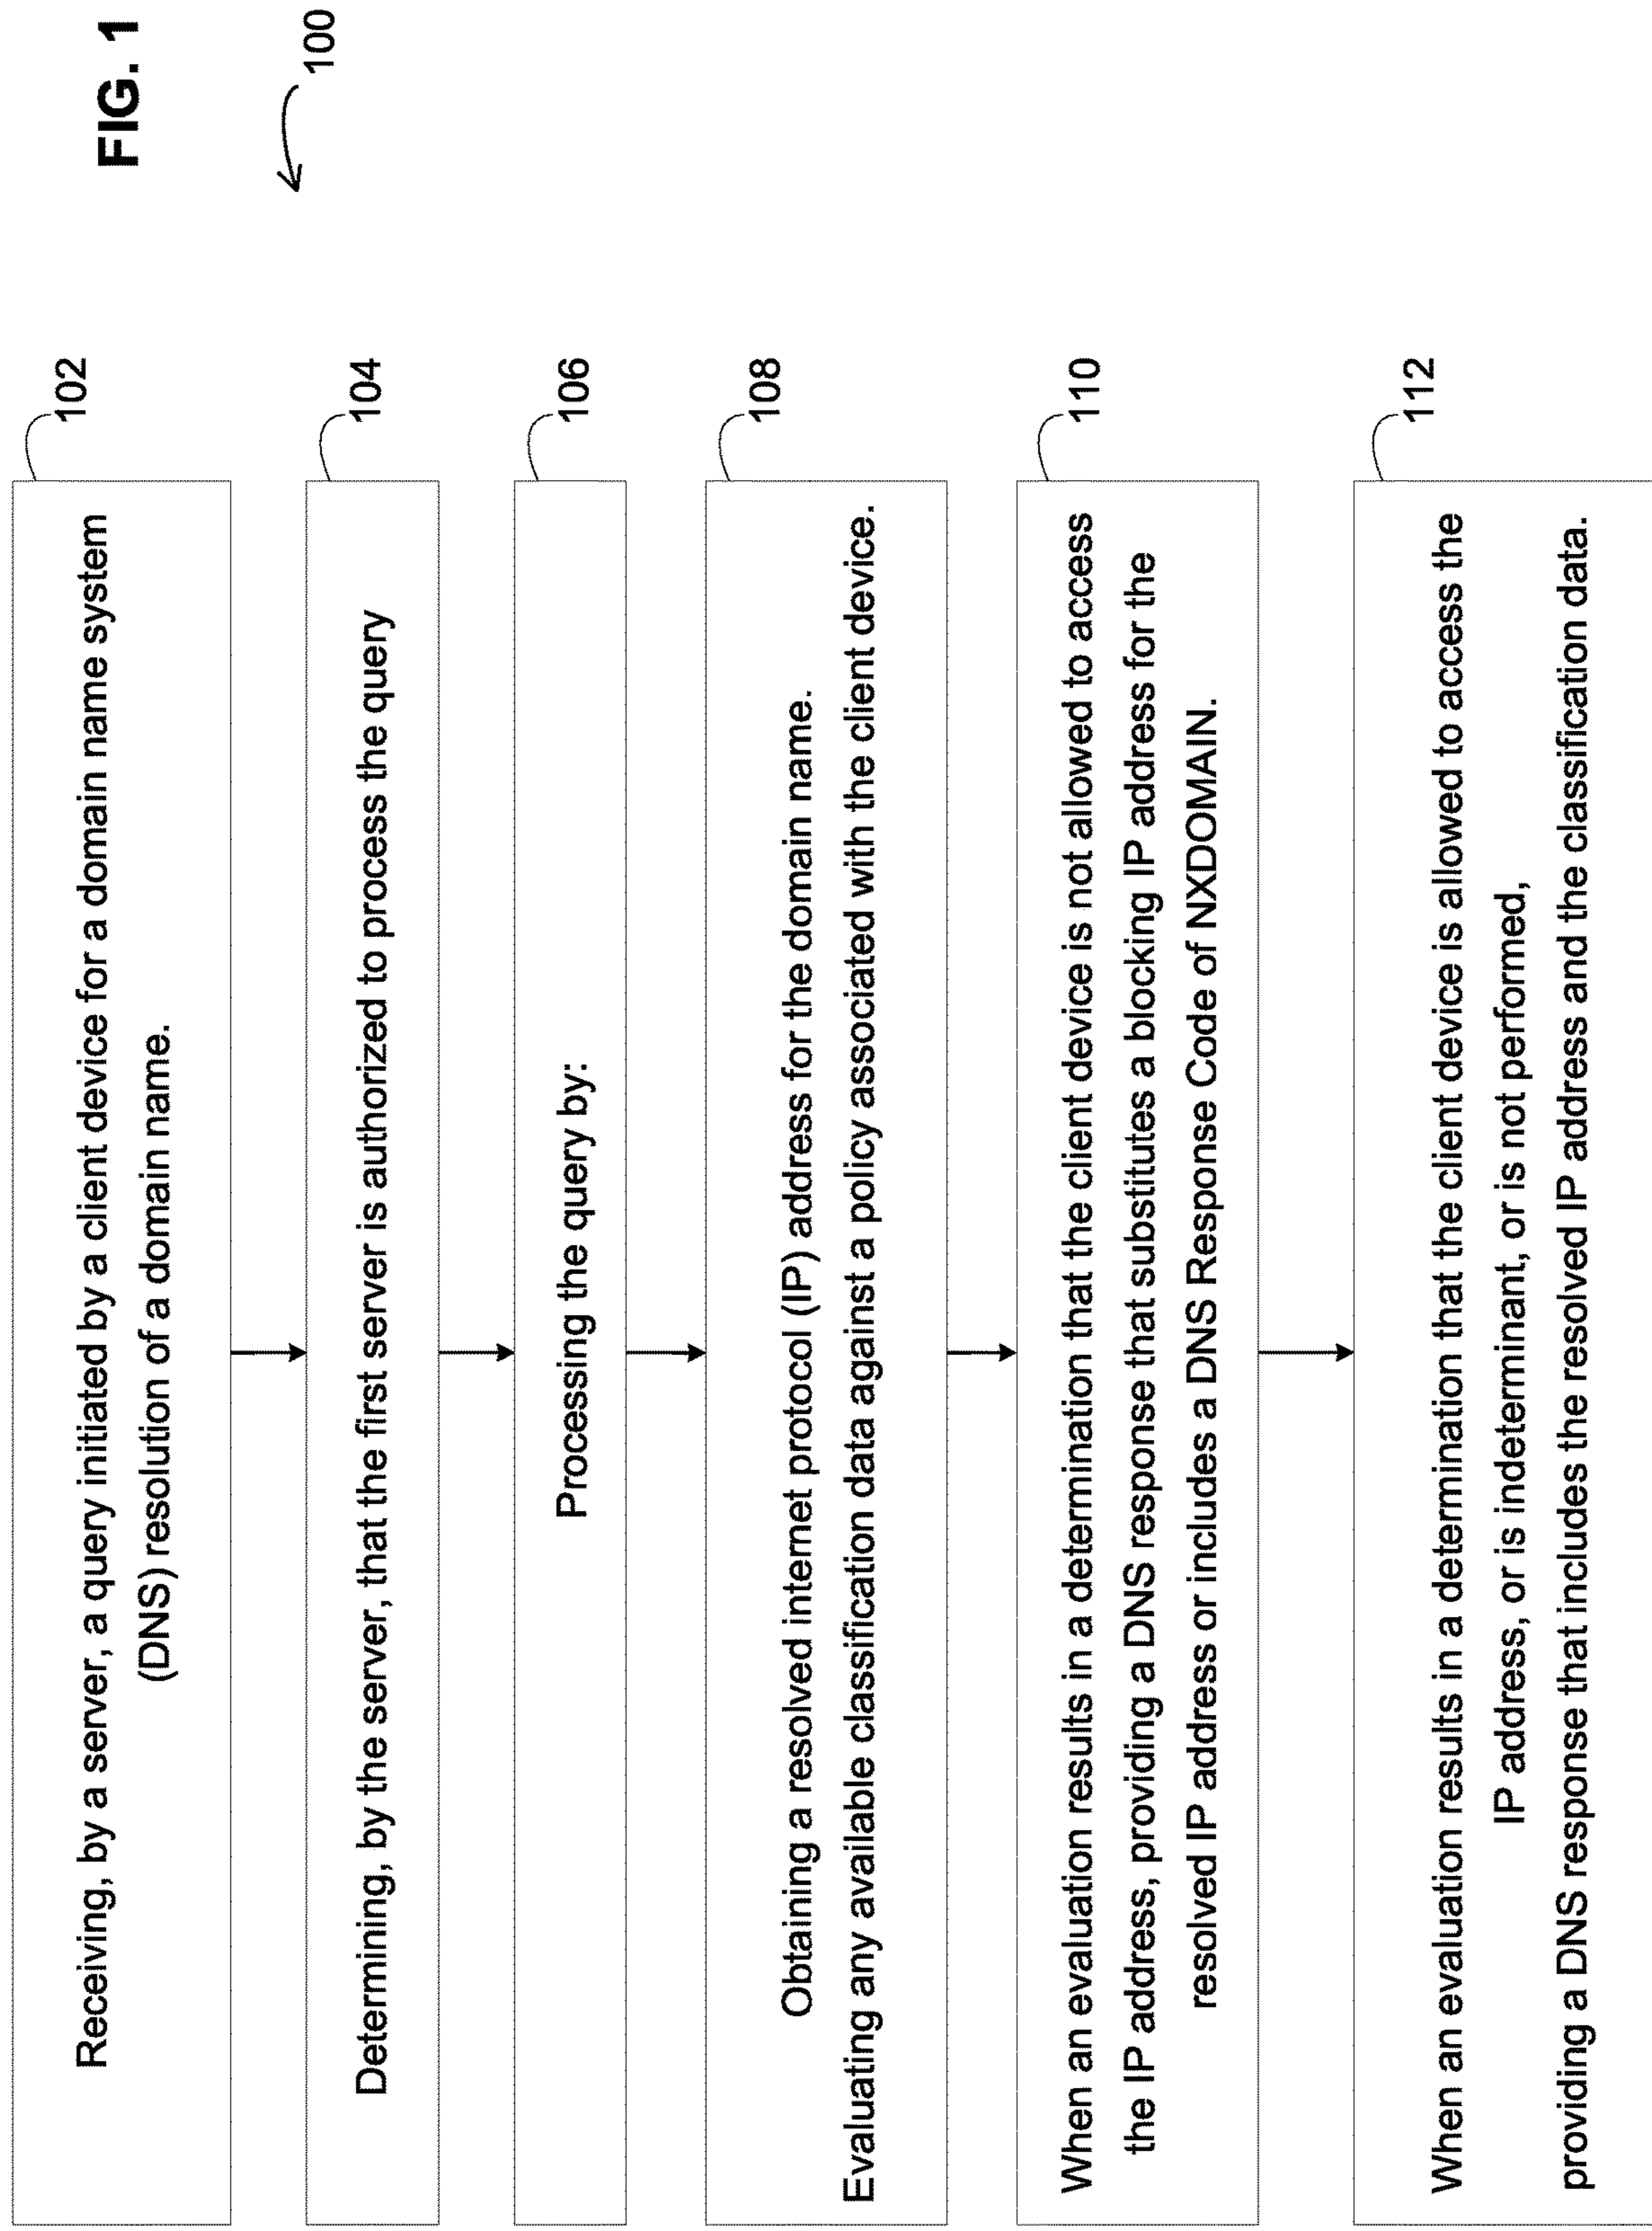 FIG. 1
100
102
Receiving, by a server, a query initiated by a client device for a domain name system
(DNS) resolution of a domain name.
104
Determining, by the server, that the first server is authorized to process the query
106
Processing the query by:
108
Obtaining a resolved internet protocol (IP) address for the domain name.
Evaluating any available classification data against a policy associated with the client device.
110
When an evaluation results in a determination that the client device is not allowed to access
the IP address, providing a DNS response that substitutes a blocking IP address for the
resolved IP address or includes a DNS Response Code of NXDOMAIN.
112
When an evaluation results in a determination that the client device is allowed to access the
IP address, or is indeterminant, or is not performed,
providing a DNS response that includes the resolved IP address and the classification data.